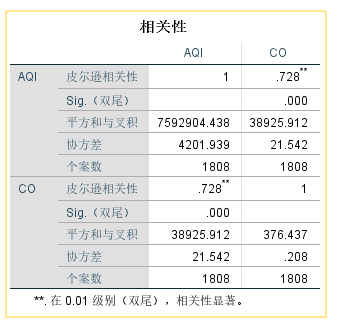 相关性
AQI CO
AQI 皮尔逊相关性 1 .728**
Sig.（双尾） .000
平方和与叉积 7592904.438 38925.912
协方差 4201.939 21.542
个案数 1808 1808
CO 皮尔逊相关性 .728** 1
Sig.（双尾） .000
平方和与叉积 38925.912 376.437
协方差 21.542 .208
个案数 1808 1808
**. 在 0.01 级别（双尾），相关性显著。